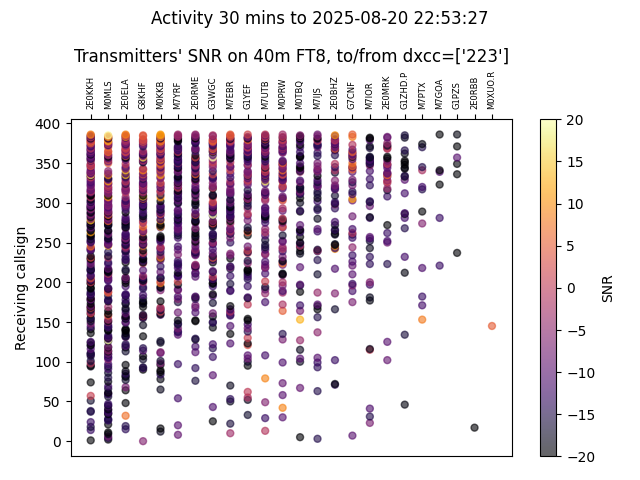 Activity 30 mins to 2025-08-20 22:53:27
Transmitters' SNR on 40m FT8, to/from dxcc=['223']
2E0KKH
M0MLS
2E0ELA
G8KHF
M0KKB
M7YRF
2E0RME
G3WGC
M7EBR
G1YEF
M7UTB
M0PRW
M0TBQ
M7IJS
2E0BHZ
G7CNF
M7IOR
2E0MRK
G1ZHD.P
M7PTX
M7GOA
G1PZS
2E0RBB
M0XUO.R
400
350
300
250
200
150
100
50
0
Receiving callsign
20
15
10
5
0
−5
−10
−15
−20
SNR